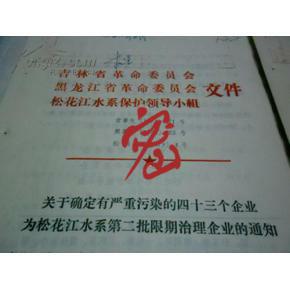 吉林省革命委员会
黑龙江省革命委员会 文件
松花江水系保护领导小组
密
关于确定有严重污染的四十三个企业
为松花江水系第二批限期治理企业的通知